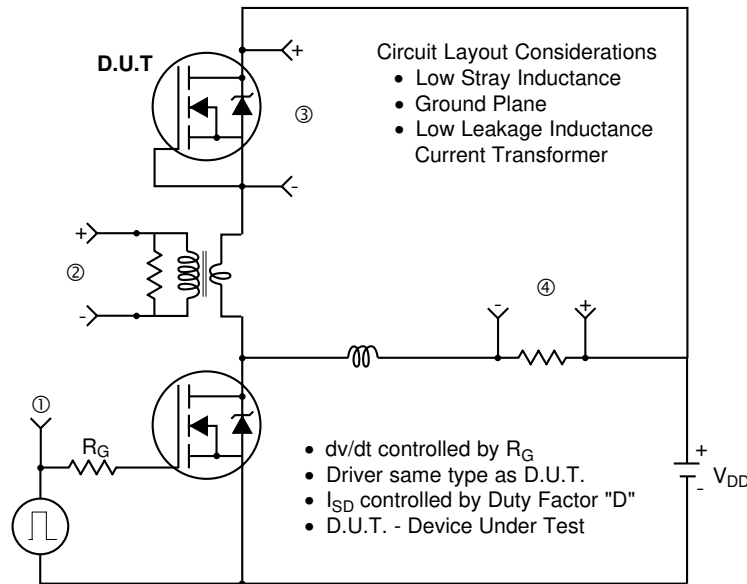 D.U.T
+
③
-
Circuit Layout Considerations
• Low Stray Inductance
• Ground Plane
• Low Leakage Inductance
Current Transformer
+
②
-
-
④
+
①
R_G
• dv/dt controlled by R_G
• Driver same type as D.U.T.
• I_SD controlled by Duty Factor "D"
• D.U.T. - Device Under Test
+
-
V_DD